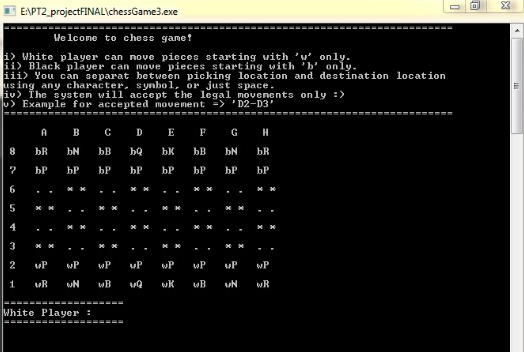 E:\PT2_projectFINAL\chessGame3.exe
==========================================================
Welcome to chess game!
i) White player can move pieces starting with 'w' only.
ii) Black player can move pieces starting with 'b' only.
iii) You can separat between picking location and destination location
using any character, symbol, or just space.
iv) The system will accept the legal movements only :)
v) Example for accepted movement => 'D2-D3'
==========================================================
A B C D E F G H
8 bR bN bB bQ bK bB bN bR
7 bP bP bP bP bP bP bP bP
6 . . * * . . * * . . * * . . * *
5 * * . . * * . . * * . . * * . .
4 . . * * . . * * . . * * . . * *
3 * * . . * * . . * * . . * * . .
2 wP wP wP wP wP wP wP wP
1 wR wN wB wQ wK wB wN wR
===================
White Player :
===================